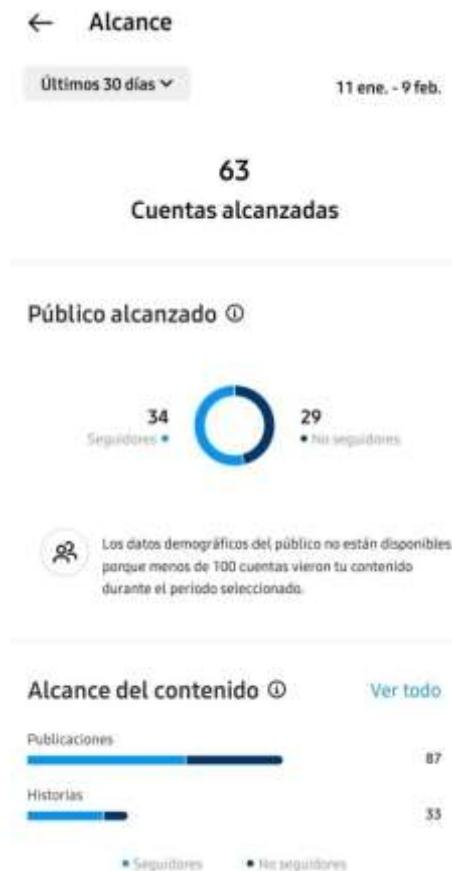 Alcance
Últimos 30 días
11 ene. - 9 feb.
63
Cuentas alcanzadas
Público alcanzado
34
Seguidores
29
No seguidores
Los datos demográficos del público no están disponibles
porque menos de 100 cuentas vieron tu contenido
durante el periodo seleccionado.
Alcance del contenido
Ver todo
Publicaciones
87
Historias
33
Seguidores
No seguidores